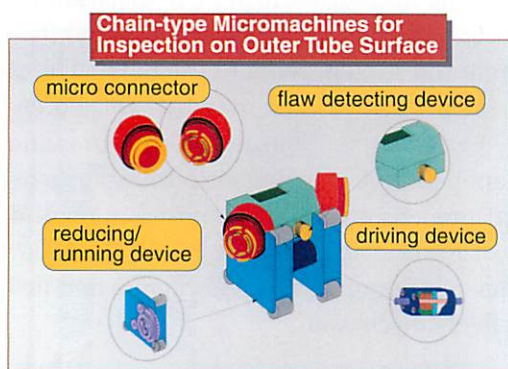 Chain-type Micromachines for
Inspection on Outer Tube Surface
micro connector
flaw detecting device
reducing/
running device
driving device